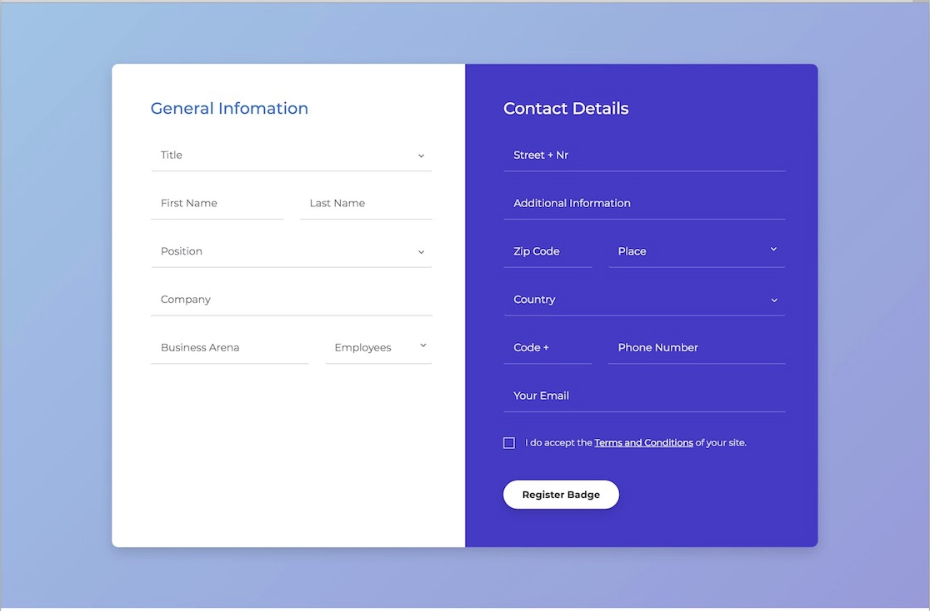 General Infomation
Title
First Name Last Name
Position
Company
Business Arena Employees
Contact Details
Street + Nr
Additional Information
Zip Code Place
Country
Code + Phone Number
Your Email
I do accept the Terms and Conditions of your site.
Register Badge